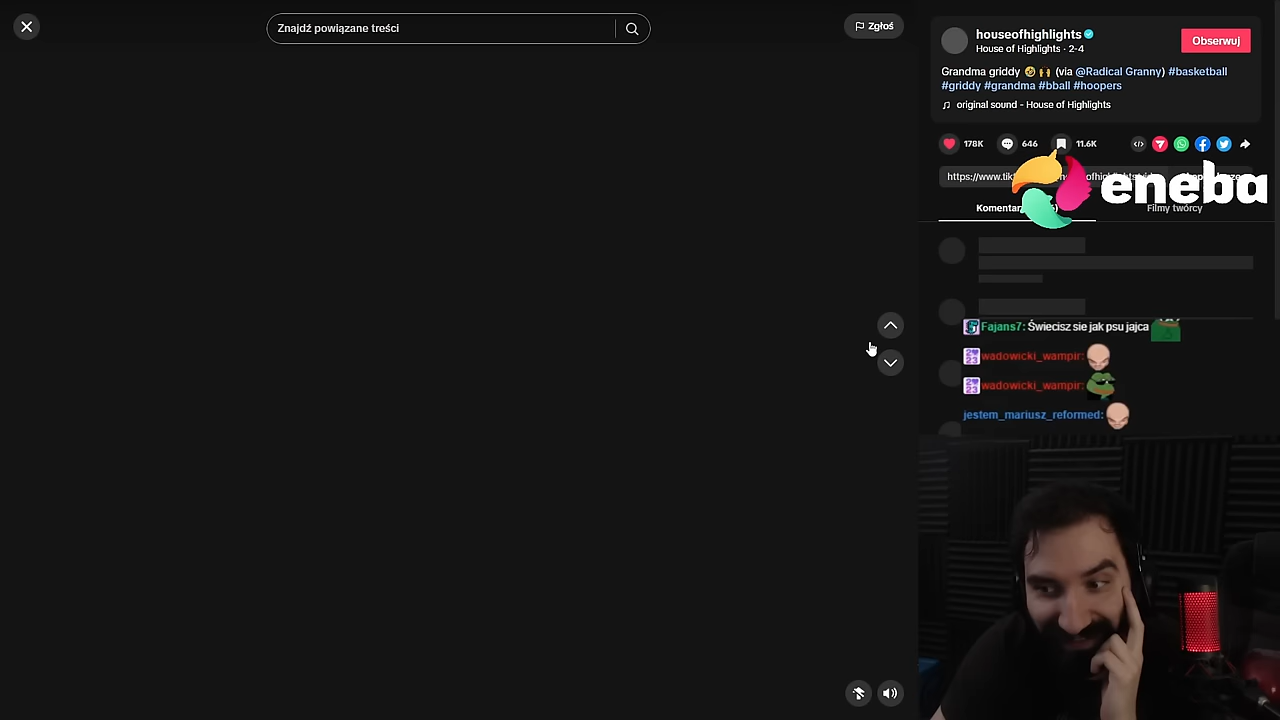 Znajdź powiązane treści
Zgłoś
houseofhighlights
House of Highlights · 2-4
Obserwuj
Grandma griddy 🤣 🙌 (via @Radical Granny) #basketball
#griddy #grandma #bball #hoopers
original sound - House of Highlights
178K
646
11.6K
https://www.tik
eneba
Komentar
Filmy twórcy
Fajans7: Świecisz sie jak psu jajca
wadowicki_wampir:
wadowicki_wampir:
jestem_mariusz_reformed: